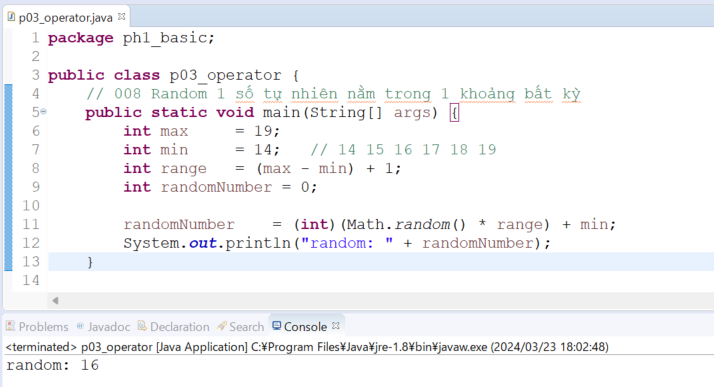 p03_operator.java
1 package ph1_basic;
2
3 public class p03_operator {
4 // 008 Random 1 số tự nhiên nằm trong 1 khoảng bất kỳ
5 public static void main(String[] args) {
6 int max = 19;
7 int min = 14; // 14 15 16 17 18 19
8 int range = (max - min) + 1;
9 int randomNumber = 0;
10
11 randomNumber = (int)(Math.random() * range) + min;
12 System.out.println("random: " + randomNumber);
13 }
14
Problems Javadoc Declaration Search Console
<terminated> p03_operator [Java Application] C:¥Program Files¥Java¥jre-1.8¥bin¥javaw.exe (2024/03/23 18:02:48)
random: 16